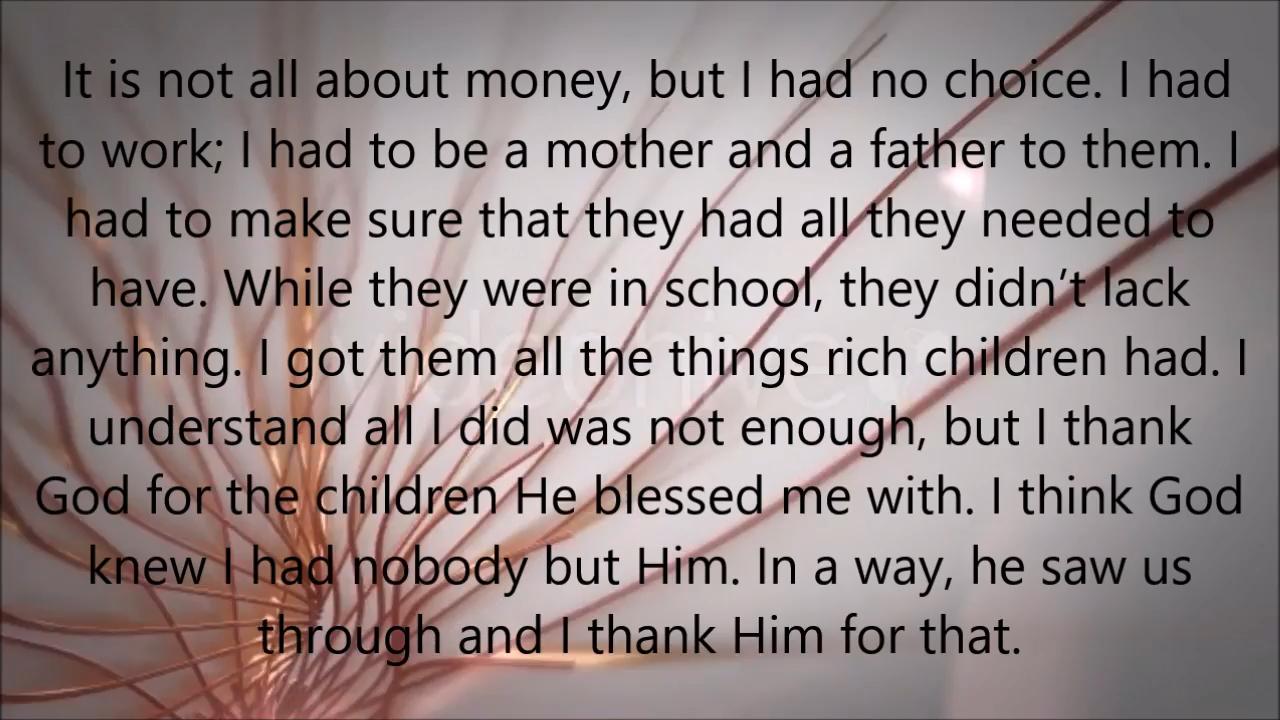 It is not all about money, but I had no choice. I had
to work; I had to be a mother and a father to them. I
had to make sure that they had all they needed to
have. While they were in school, they didn’t lack
anything. I got them all the things rich children had. I
understand all I did was not enough, but I thank
God for the children He blessed me with. I think God
knew I had nobody but Him. In a way, he saw us
through and I thank Him for that.
videohive